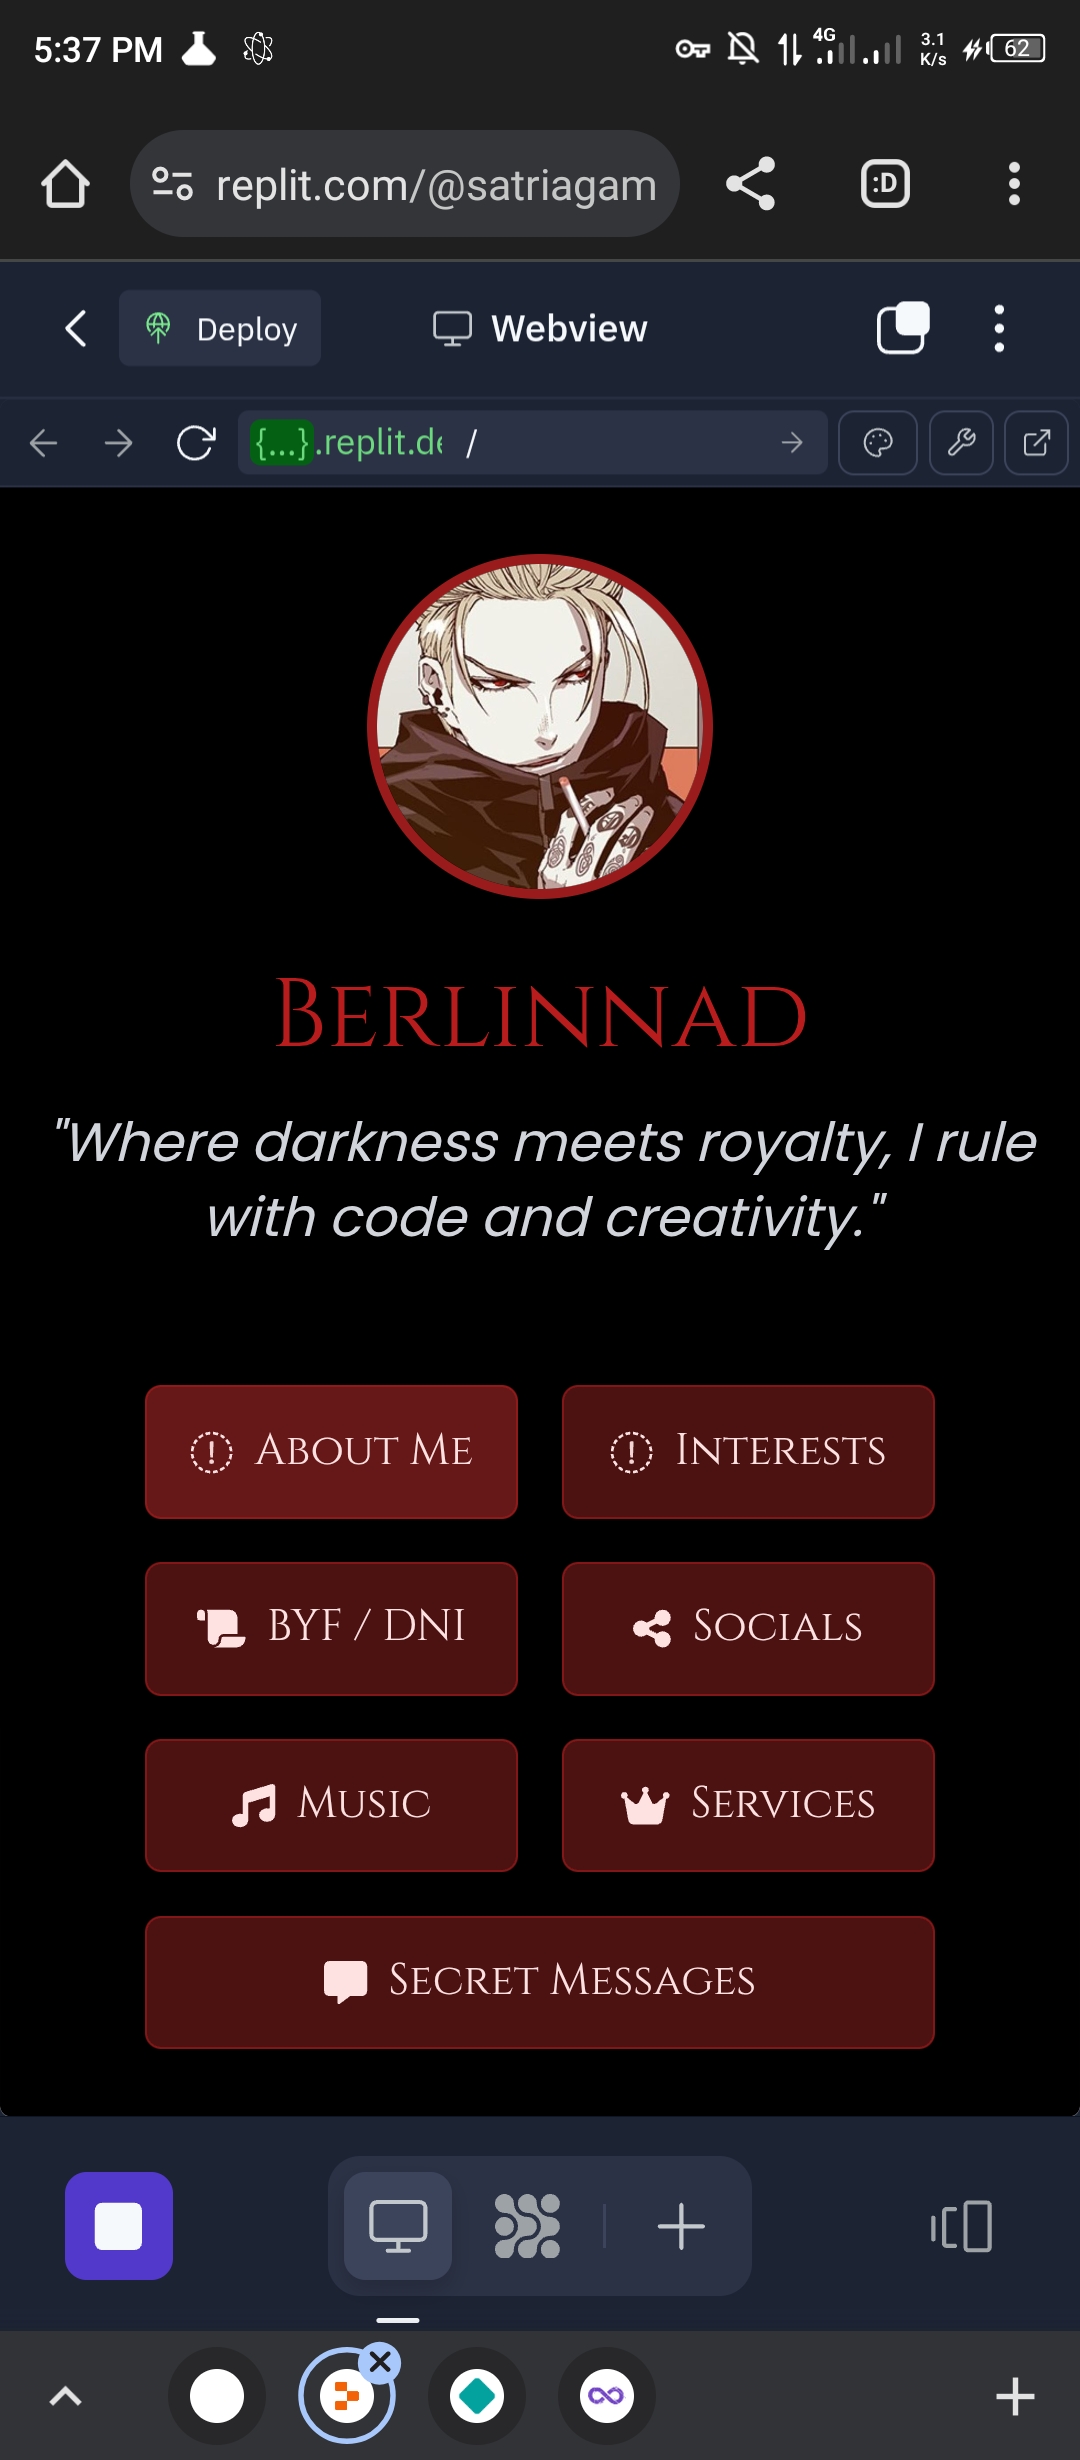 5:37 PM
4G
3.1
K/s
62
replit.com/@satriagam
:D
Deploy
Webview
{...}.replit.de /
BERLINNAD
"Where darkness meets royalty, I rule
with code and creativity."
ABOUT ME
INTERESTS
BYF / DNI
SOCIALS
MUSIC
SERVICES
SECRET MESSAGES